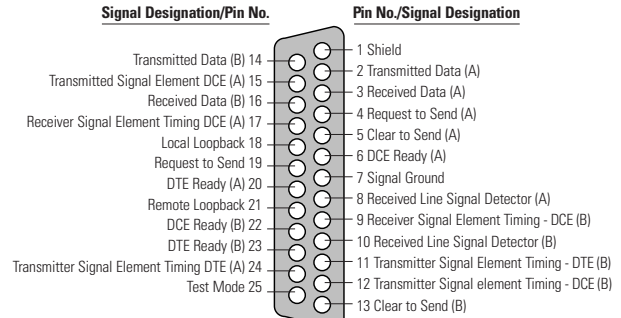 Signal Designation/Pin No.
Pin No./Signal Designation
Transmitted Data (B) 14
Transmitted Signal Element DCE (A) 15
Received Data (B) 16
Receiver Signal Element Timing DCE (A) 17
Local Loopback 18
Request to Send 19
DTE Ready (A) 20
Remote Loopback 21
DCE Ready (B) 22
DTE Ready (B) 23
Transmitter Signal Element Timing DTE (A) 24
Test Mode 25
1 Shield
2 Transmitted Data (A)
3 Received Data (A)
4 Request to Send (A)
5 Clear to Send (A)
6 DCE Ready (A)
7 Signal Ground
8 Received Line Signal Detector (A)
9 Receiver Signal Element Timing - DCE (B)
10 Received Line Signal Detector (B)
11 Transmitter Signal Element Timing - DTE (B)
12 Transmitter Signal element Timing - DCE (B)
13 Clear to Send (B)